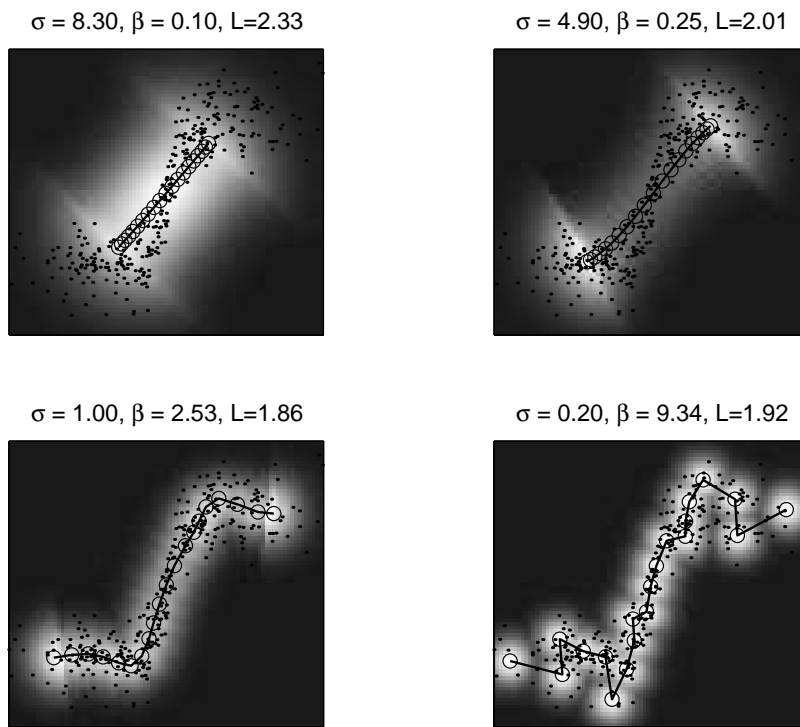 σ = 8.30, β = 0.10, L=2.33
σ = 4.90, β = 0.25, L=2.01
σ = 1.00, β = 2.53, L=1.86
σ = 0.20, β = 9.34, L=1.92